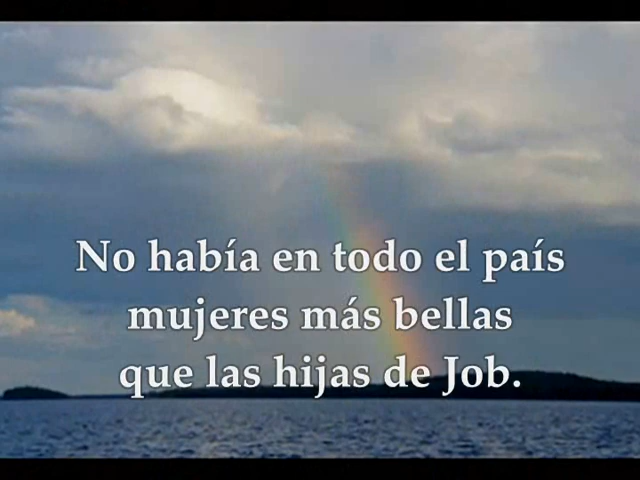 No había en todo el país
mujeres más bellas
que las hijas de Job.